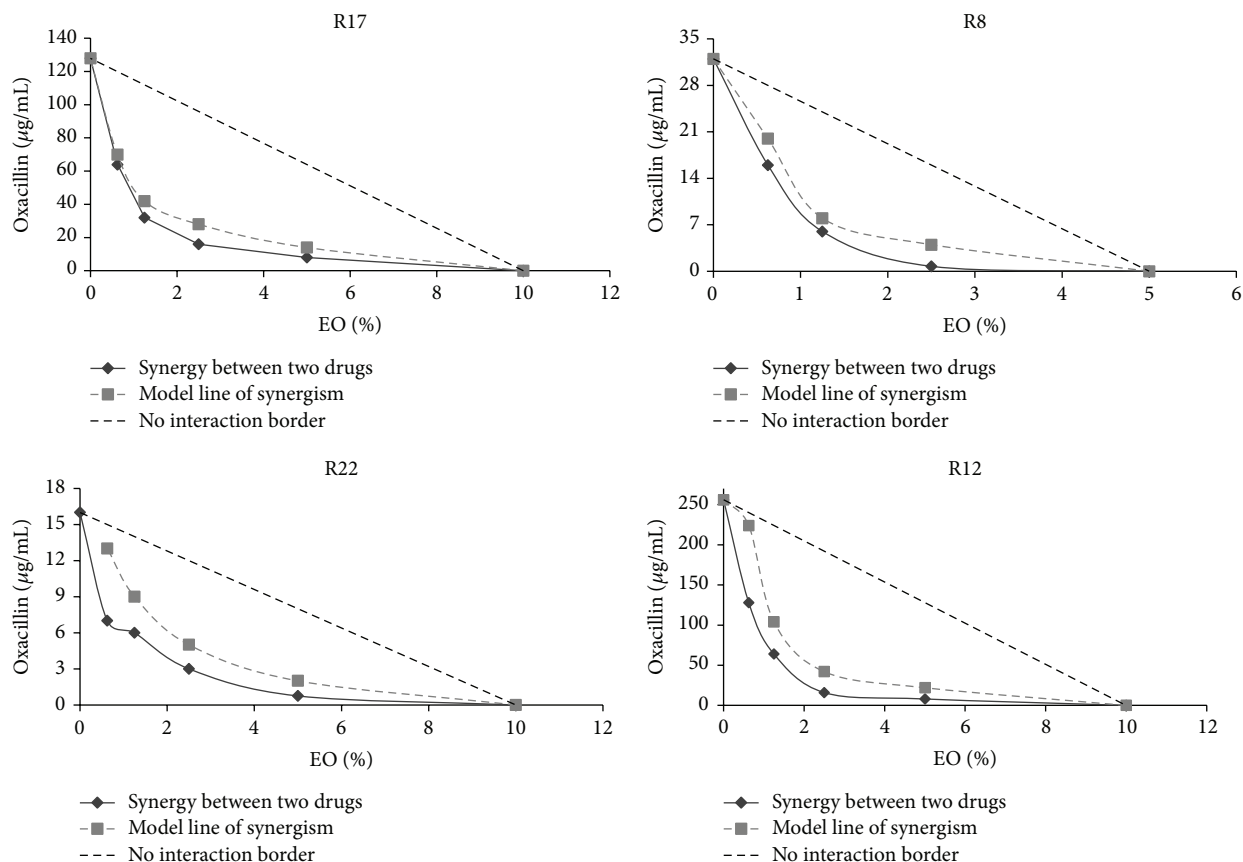 R17
140
120
100
80
60
40
20
0
Oxacillin (µg/mL)
0 2 4 6 8 10 12
EO (%)
Synergy between two drugs
Model line of synergism
No interaction border
R8
35
28
21
14
7
0
Oxacillin (µg/mL)
0 1 2 3 4 5 6
EO (%)
Synergy between two drugs
Model line of synergism
No interaction border
R22
18
15
12
9
6
3
0
Oxacillin (µg/mL)
0 2 4 6 8 10 12
EO (%)
Synergy between two drugs
Model line of synergism
No interaction border
R12
250
200
150
100
50
0
Oxacillin (µg/mL)
0 2 4 6 8 10 12
EO (%)
Synergy between two drugs
Model line of synergism
No interaction border